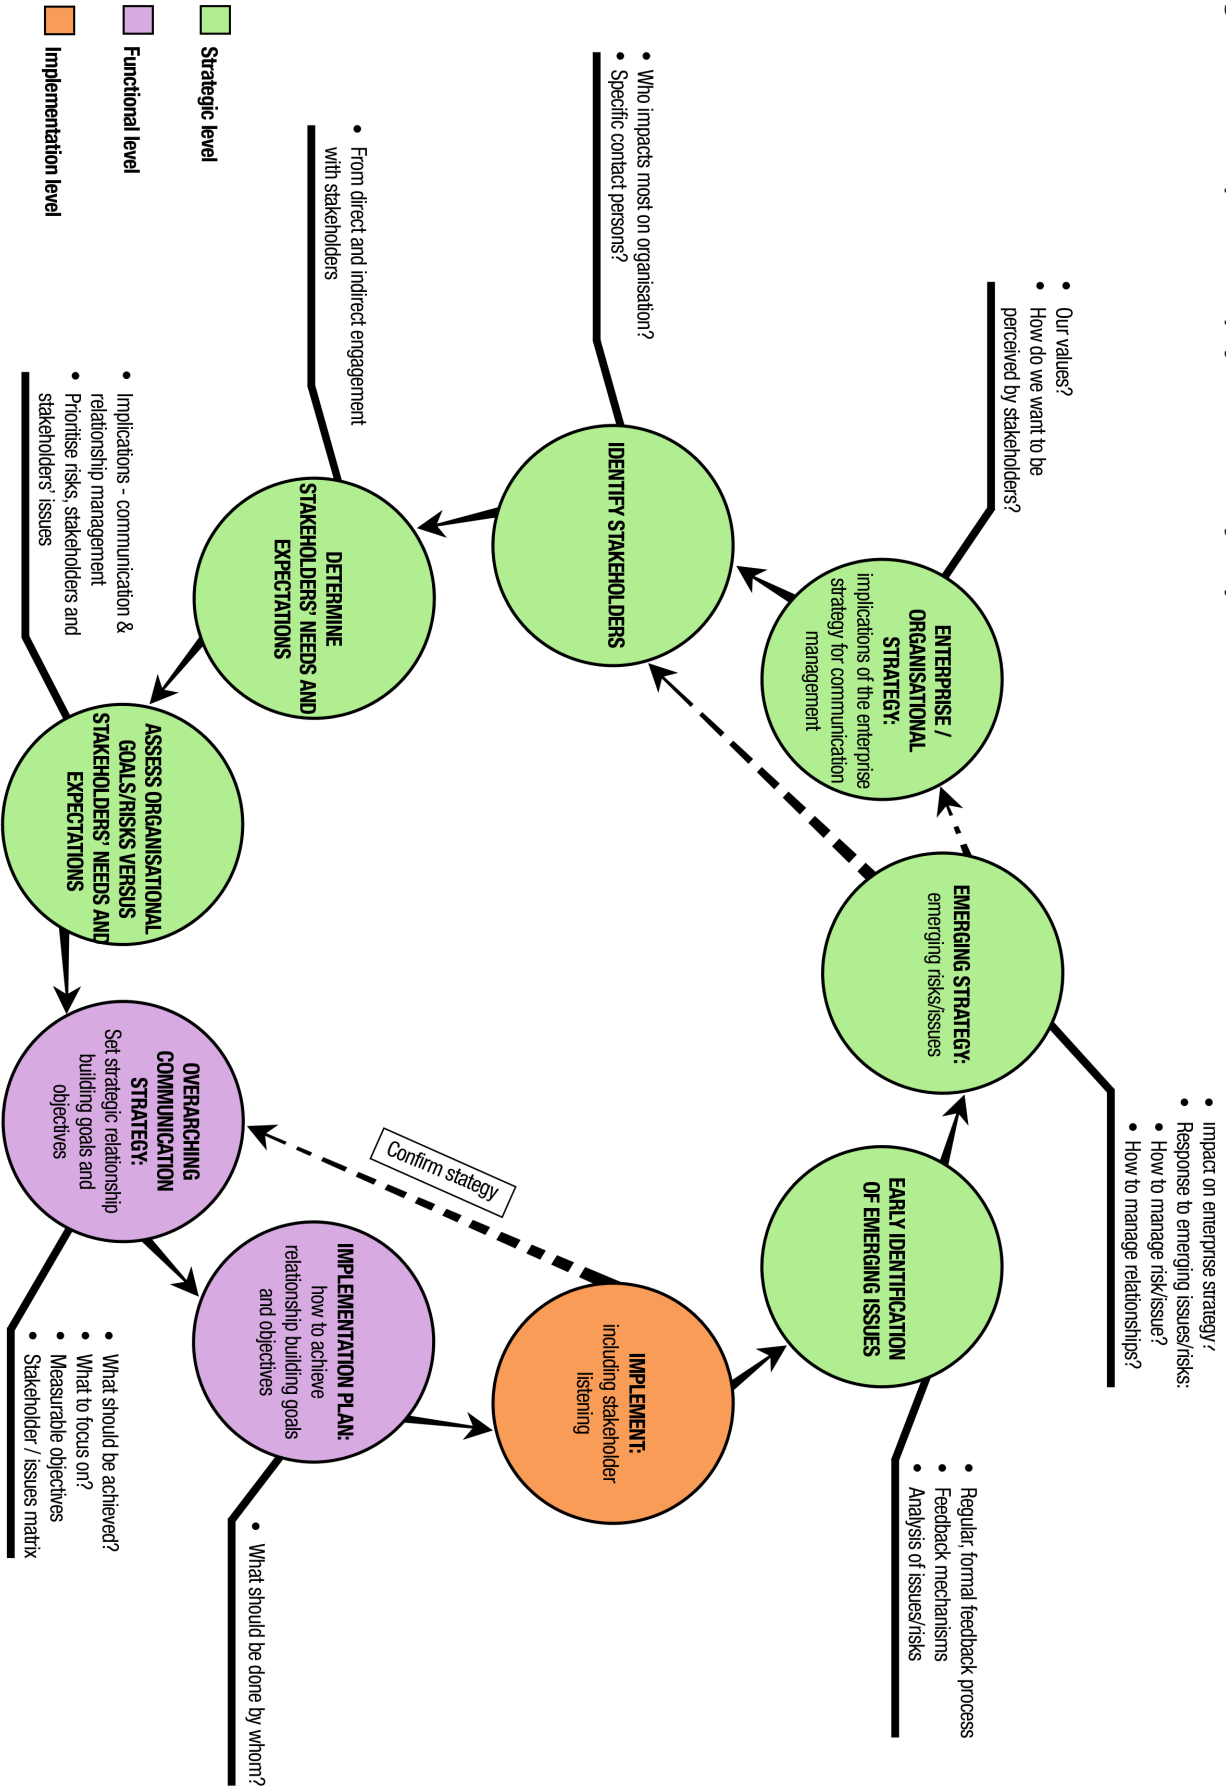 • Impact on enterprise strategy?
• Response to emerging issues/risks:
• How to manage risk/issue?
• How to manage relationships?
• Our values?
• How do we want to be
perceived by stakeholders?
EMERGING STRATEGY:
emerging risks/issues
ENTERPRISE /
ORGANISATIONAL
STRATEGY:
implications of the enterprise
strategy for communication
management
EARLY IDENTIFICATION
OF EMERGING ISSUES
• Regular, formal feedback process
• Feedback mechanisms
• Analysis of issues/risks
• Who impacts most on organisation?
• Specific contact persons?
IDENTIFY STAKEHOLDERS
IMPLEMENT:
including stakeholder
listening
Confirm stategy
• From direct and indirect engagement
with stakeholders
DETERMINE
STAKEHOLDERS' NEEDS AND
EXPECTATIONS
IMPLEMENTATION PLAN:
how to achieve
relationship building goals
and objectives
• What should be done by whom?
• Implications - communication &
relationship management
• Prioritise risks, stakeholders and
stakeholders' issues
ASSESS ORGANISATIONAL
GOALS/RISKS VERSUS
STAKEHOLDERS' NEEDS AND
EXPECTATIONS
OVERARCHING
COMMUNICATION
STRATEGY:
Set strategic relationship
building goals and
objectives
• What should be achieved?
• What to focus on?
• Measurable objectives
• Stakeholder / issues matrix
Strategic level
Functional level
Implementation level